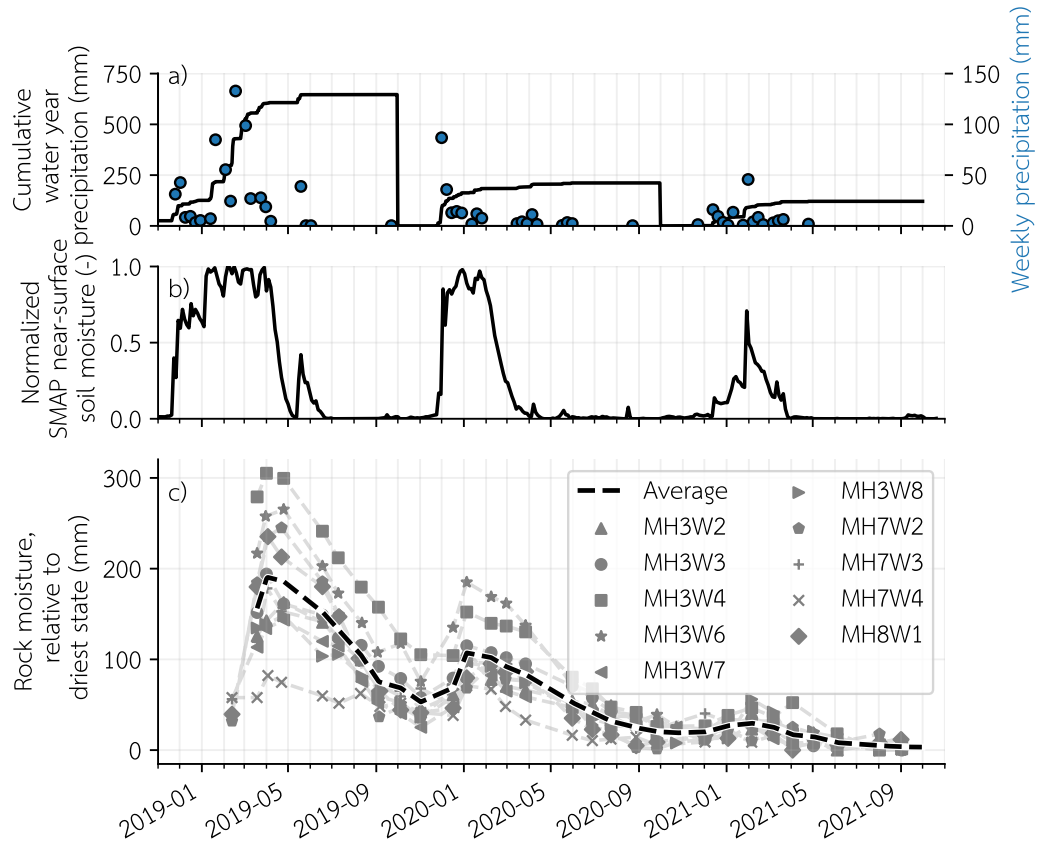 Cumulative
water year
precipitation (mm)
750
500
250
0
a)
150
100
50
0
Weekly precipitation (mm)
Normalized
SMAP near-surface
soil moisture (-)
1.0
0.5
0.0
b)
Rock moisture,
relative to
driest state (mm)
300
200
100
0
c)
Average
MH3W2
MH3W3
MH3W4
MH3W6
MH3W7
MH3W8
MH7W2
MH7W3
MH7W4
MH8W1
2019-01
2019-05
2019-09
2020-01
2020-05
2020-09
2021-01
2021-05
2021-09